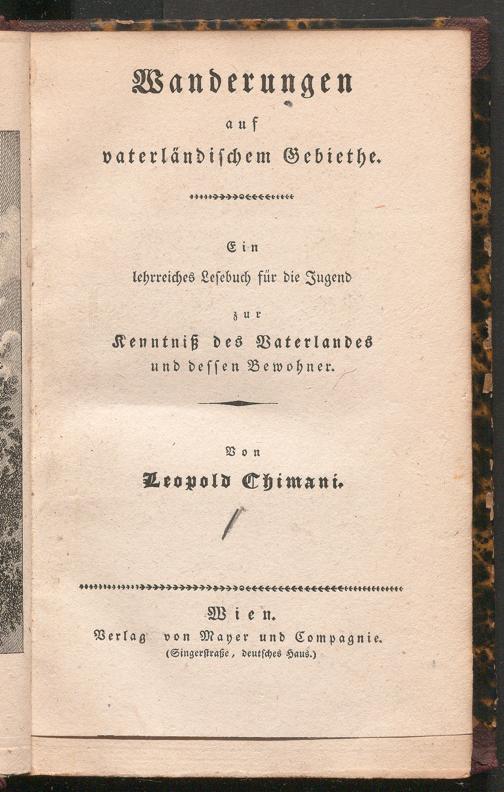 Wanderungen
auf
vaterländischem Gebiethe.
Ein
lehrreiches Lesebuch für die Jugend
zur
Kenntniß des Vaterlandes
und dessen Bewohner.
Von
Leopold Chimani.
Wien.
Verlag von Mayer und Compagnie.
(Singerstraße, deutsches Haus.)